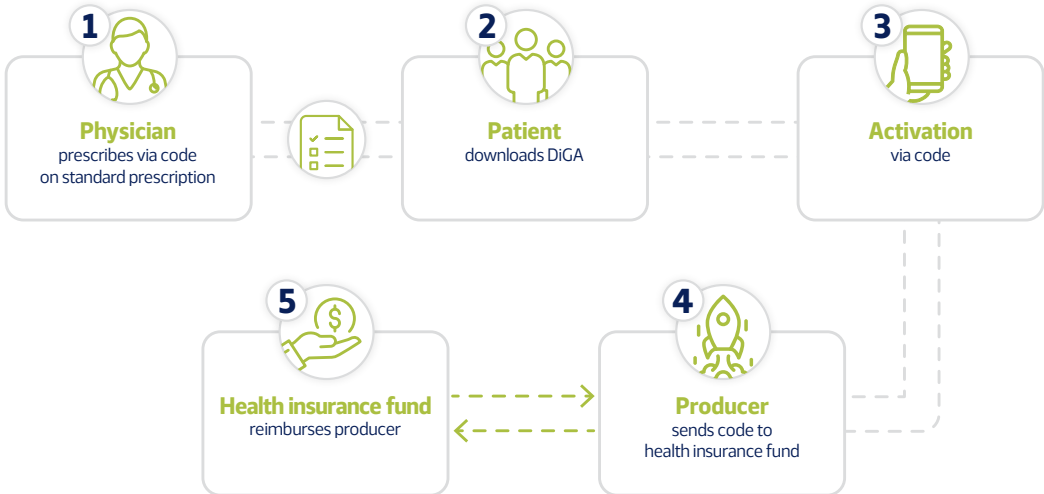 1
Physician
prescribes via code
on standard prescription
2
Patient
downloads DiGA
3
Activation
via code
4
Producer
sends code to
health insurance fund
5
$
Health insurance fund
reimburses producer